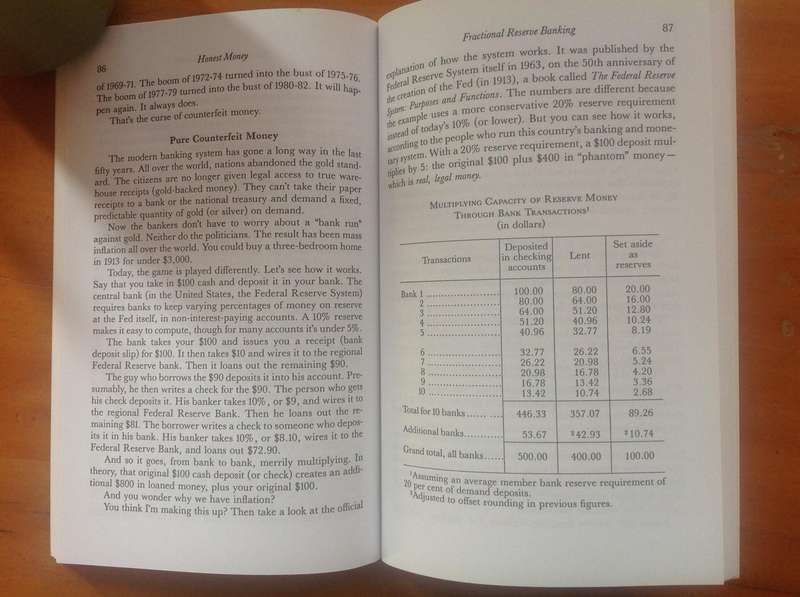 86
Honest Money
of 1969-71. The boom of 1972-74 turned into the bust of 1975-76.
The boom of 1977-79 turned into the bust of 1980-82. It will hap-
pen again. It always does.
That's the curse of counterfeit money.
Pure Counterfeit Money
The modern banking system has gone a long way in the last
fifty years. All over the world, nations abandoned the gold stand-
ard. The citizens are no longer given legal access to true ware-
house receipts (gold-backed money). They can't take their paper
receipts to a bank or the national treasury and demand a fixed,
predictable quantity of gold (or silver) on demand.
Now the bankers don't have to worry about a "bank run"
against gold. Neither do the politicians. The result has been mass
inflation all over the world. You could buy a three-bedroom home
in 1913 for under $3,000.
Today, the game is played differently. Let's see how it works.
Say that you take in $100 cash and deposit it in your bank. The
central bank (in the United States, the Federal Reserve System)
requires banks to keep varying percentages of money on reserve
at the Fed itself, in non-interest-paying accounts. A 10% reserve
makes it easy to compute, though for many accounts it's under 5%.
The bank takes your $100 and issues you a receipt (bank
deposit slip) for $100. It then takes $10 and wires it to the regional
Federal Reserve bank. Then it loans out the remaining $90.
The guy who borrows the $90 deposits it into his account. Pre-
sumably, he then writes a check for the $90. The person who gets
his check deposits it. His banker takes 10%, or $9, and wires it to
the regional Federal Reserve Bank. Then he loans out the re-
maining $81. The borrower writes a check to someone who depos-
its it in his bank. His banker takes 10%, or $8.10, wires it to the
Federal Reserve Bank, and loans out $72.90.
And so it goes, from bank to bank, merrily multiplying. In
theory, that original $100 cash deposit (or check) creates an addi-
tional $800 in loaned money, plus your original $100.
And you wonder why we have inflation?
You think I'm making this up? Then take a look at the official
Fractional Reserve Banking
87
explanation of how the system works. It was published by the
Federal Reserve System itself in 1963, on the 50th anniversary of
the creation of the Fed (in 1913), a book called The Federal Reserve
System: Purposes and Functions. The numbers are different because
the example uses a more conservative 20% reserve requirement
instead of today's 10% (or lower). But you can see how it works,
according to the people who run this country's banking and mone-
tary system. With a 20% reserve requirement, a $100 deposit mul-
tiplies by 5: the original $100 plus $400 in "phantom" money—
which is real, legal money.
MULTIPLYING CAPACITY OF RESERVE MONEY
THROUGH BANK TRANSACTIONS¹
(in dollars)
Transactions Deposited in checking accounts Lent Set aside as reserves
Bank 1 ........................ 100.00 80.00 20.00
2 ........................ 80.00 64.00 16.00
3 ........................ 64.00 51.20 12.80
4 ........................ 51.20 40.96 10.24
5 ........................ 40.96 32.77 8.19
6 ........................ 32.77 26.22 6.55
7 ........................ 26.22 20.98 5.24
8 ........................ 20.98 16.78 4.20
9 ........................ 16.78 13.42 3.36
10 ........................ 13.42 10.74 2.68
Total for 10 banks ...... ...... 446.33 357.07 89.26
Additional banks............ 53.67 ²42.93 ²10.74
Grand total, all banks...... 500.00 400.00 100.00
¹Assuming an average member bank reserve requirement of
20 per cent of demand deposits.
²Adjusted to offset rounding in previous figures.